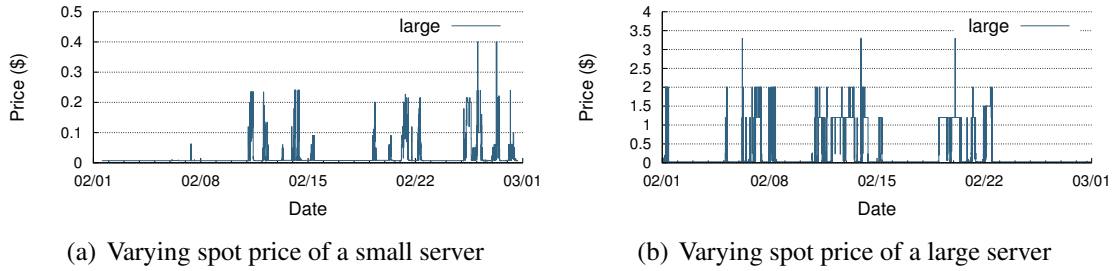 0.5
0.4
0.3
0.2
0.1
0
Price ($)
large
02/01 02/08 02/15 02/22 03/01
Date
(a) Varying spot price of a small server
4
3.5
3
2.5
2
1.5
1
0.5
0
Price ($)
large
02/01 02/08 02/15 02/22 03/01
Date
(b) Varying spot price of a large server